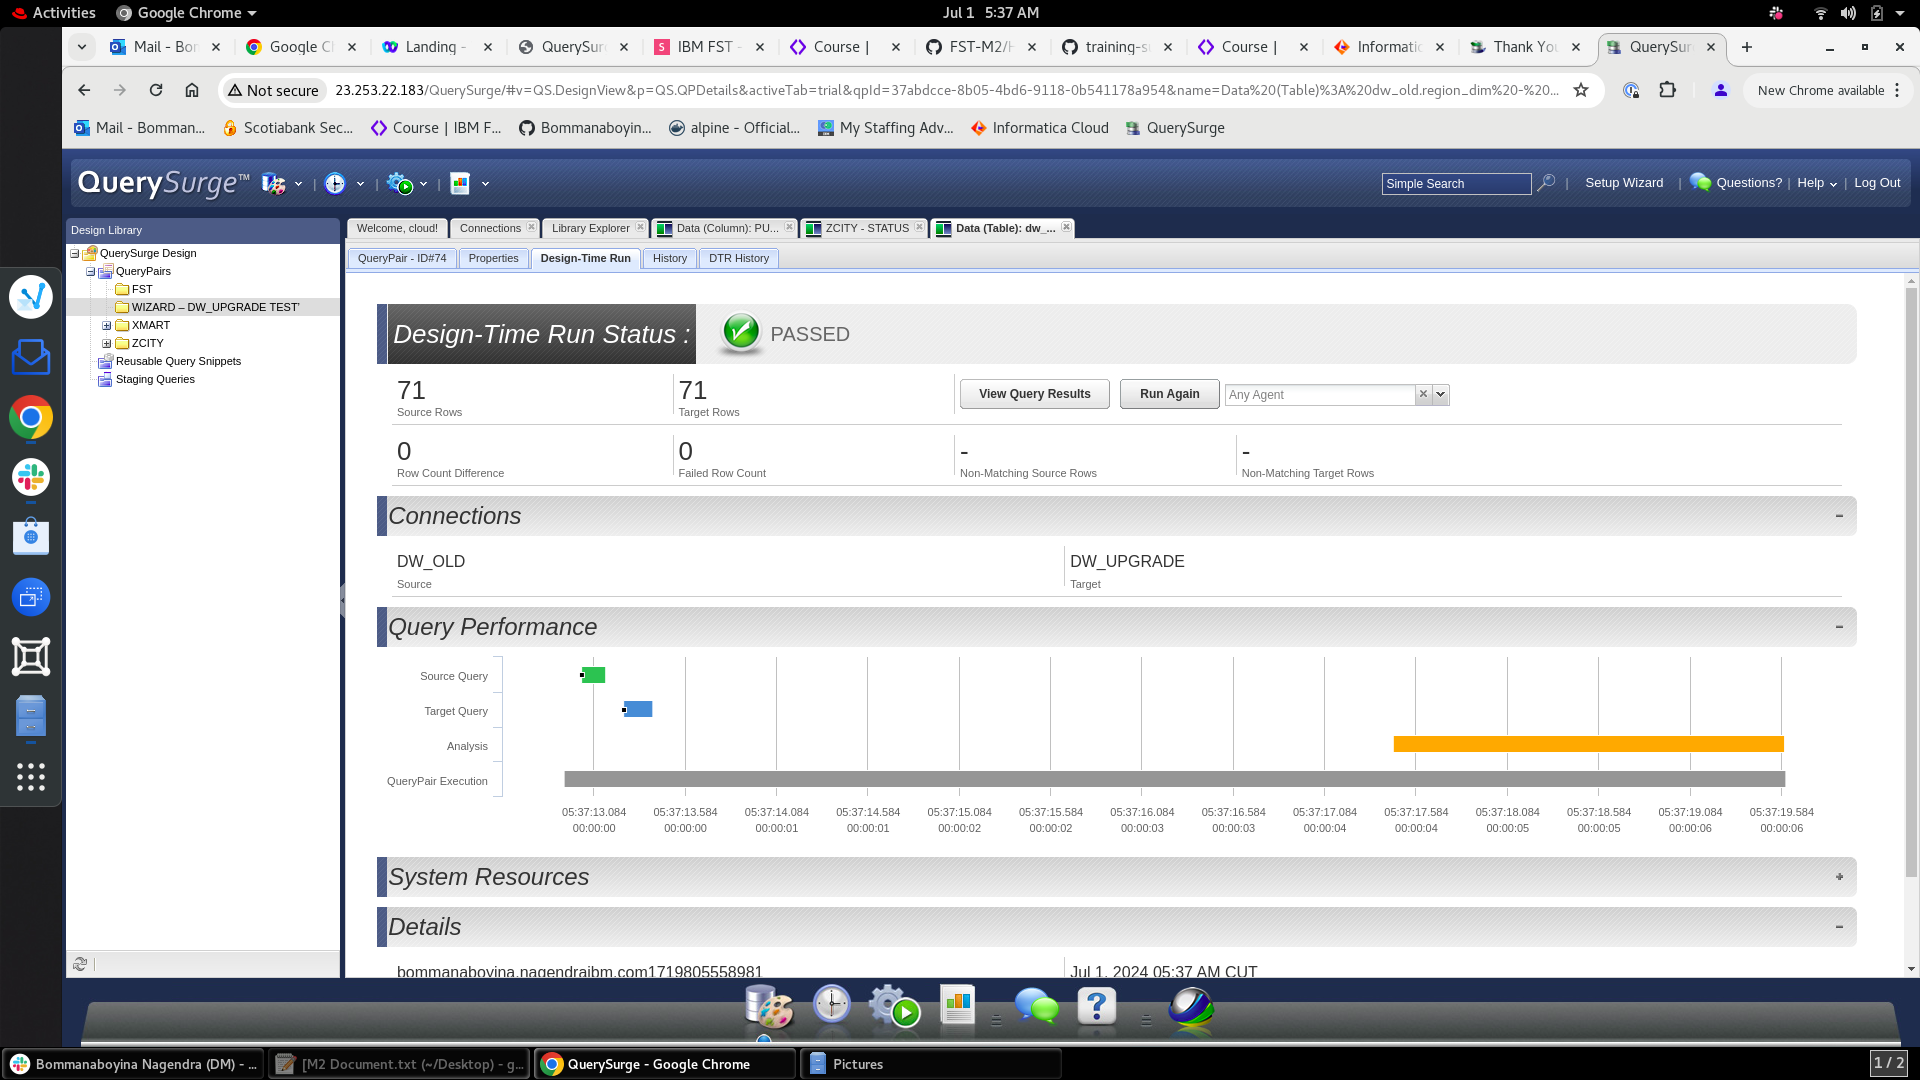 Activities Google Chrome Jul 1 5:37 AM
Mail - Bor Google Cl Landing - QuerySur IBM FST - Course | FST-M2/H training-s Course | Informatic Thank You QuerySur
Not secure 23.253.22.183/QuerySurge/#v=QS.DesignView&p=QS.QPDetails&activeTab=trial&qpId=37abdcce-8b05-4bd6-9118-0b541178a954&name=Data%20(Table)%3A%20dw_old.region_dim%20-%20... New Chrome available
Mail - Bomman... Scotiabank Sec... Course | IBM F... Bommanaboyin... alpine - Official... My Staffing Adv... Informatica Cloud QuerySurge
QuerySurge™ Simple Search Setup Wizard | Questions? | Help | Log Out
Design Library
QuerySurge Design
QueryPairs
FST
WIZARD – DW_UPGRADE TEST'
XMART
ZCITY
Reusable Query Snippets
Staging Queries
Welcome, cloud! Connections Library Explorer Data (Column): PU... ZCITY - STATUS Data (Table): dw_...
QueryPair - ID#74 Properties Design-Time Run History DTR History
Design-Time Run Status : PASSED
71 71 View Query Results Run Again Any Agent
Source Rows Target Rows
0 0 - -
Row Count Difference Failed Row Count Non-Matching Source Rows Non-Matching Target Rows
Connections -
DW_OLD DW_UPGRADE
Source Target
Query Performance -
Source Query
Target Query
Analysis
QueryPair Execution
05:37:13.084 05:37:13.584 05:37:14.084 05:37:14.584 05:37:15.084 05:37:15.584 05:37:16.084 05:37:16.584 05:37:17.084 05:37:17.584 05:37:18.084 05:37:18.584 05:37:19.084 05:37:19.584
00:00:00 00:00:00 00:00:01 00:00:01 00:00:02 00:00:02 00:00:03 00:00:03 00:00:04 00:00:04 00:00:05 00:00:05 00:00:06 00:00:06
System Resources +
Details -
bommanaboyina.nagendraibm.com1719805558981 Jul 1, 2024 05:37 AM CUT
Bommanaboyina Nagendra (DM) - ... [M2 Document.txt (~/Desktop) - g... QuerySurge - Google Chrome Pictures 1 / 2